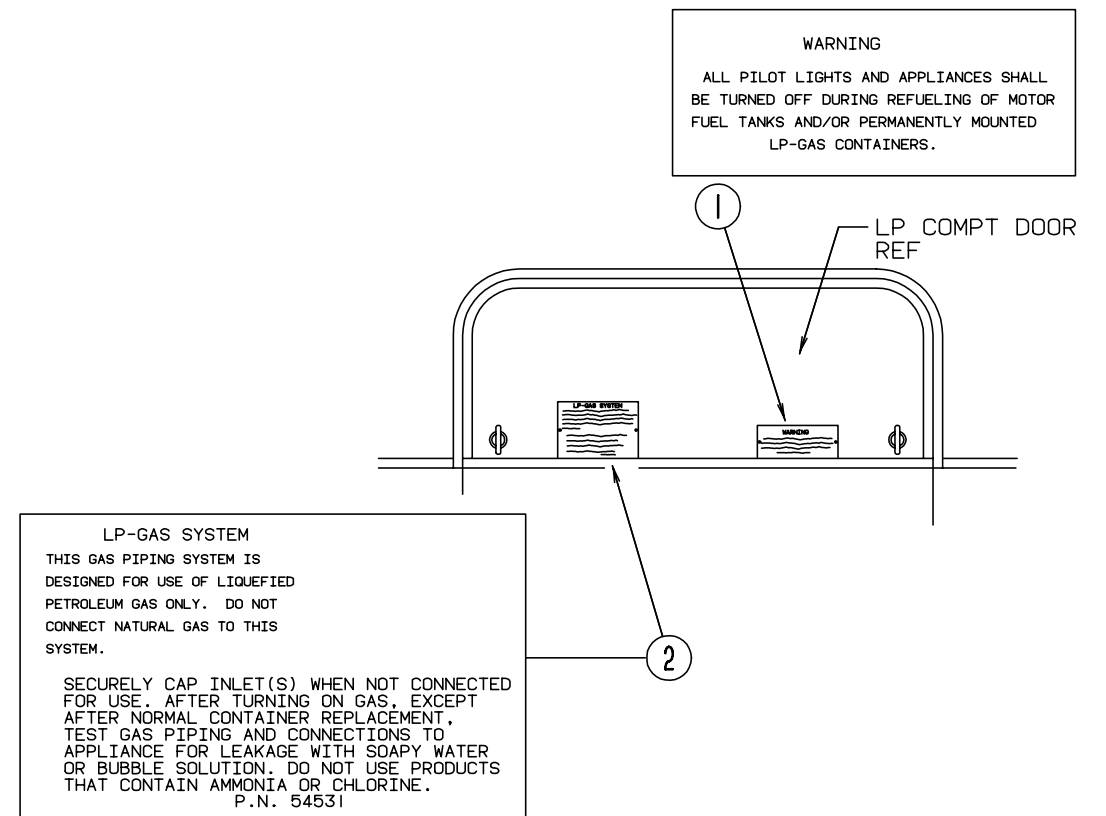 WARNING
ALL PILOT LIGHTS AND APPLIANCES SHALL
BE TURNED OFF DURING REFUELING OF MOTOR
FUEL TANKS AND/OR PERMANENTLY MOUNTED
LP-GAS CONTAINERS.
1
LP COMPT DOOR
REF
LP-GAS SYSTEM
WARNING
LP-GAS SYSTEM
THIS GAS PIPING SYSTEM IS
DESIGNED FOR USE OF LIQUEFIED
PETROLEUM GAS ONLY. DO NOT
CONNECT NATURAL GAS TO THIS
SYSTEM.
SECURELY CAP INLET(S) WHEN NOT CONNECTED
FOR USE. AFTER TURNING ON GAS, EXCEPT
AFTER NORMAL CONTAINER REPLACEMENT,
TEST GAS PIPING AND CONNECTIONS TO
APPLIANCE FOR LEAKAGE WITH SOAPY WATER
OR BUBBLE SOLUTION. DO NOT USE PRODUCTS
THAT CONTAIN AMMONIA OR CHLORINE.
P.N. 54531
2